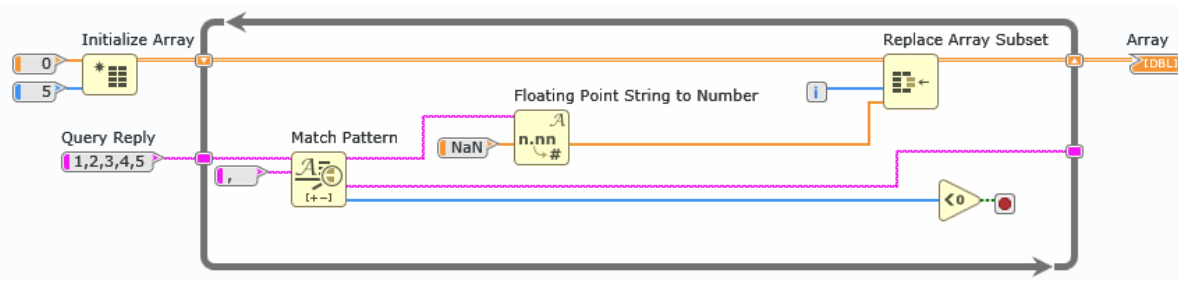 Initialize Array
0
5
Query Reply
1,2,3,4,5
,
Match Pattern
A
[+−]
Floating Point String to Number
NaN
A
n.nn
#
i
Replace Array Subset
<0
Array
[DBL]